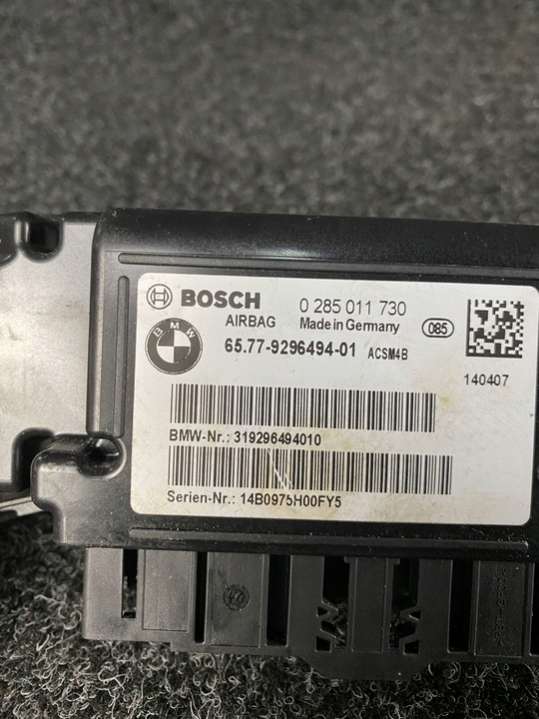 BOSCH 0 285 011 730
AIRBAG Made in Germany 085
BMW 65.77-9296494-01 ACSM4B
140407
BMW-Nr.: 319296494010
Serien-Nr.: 14B0975H00FY5